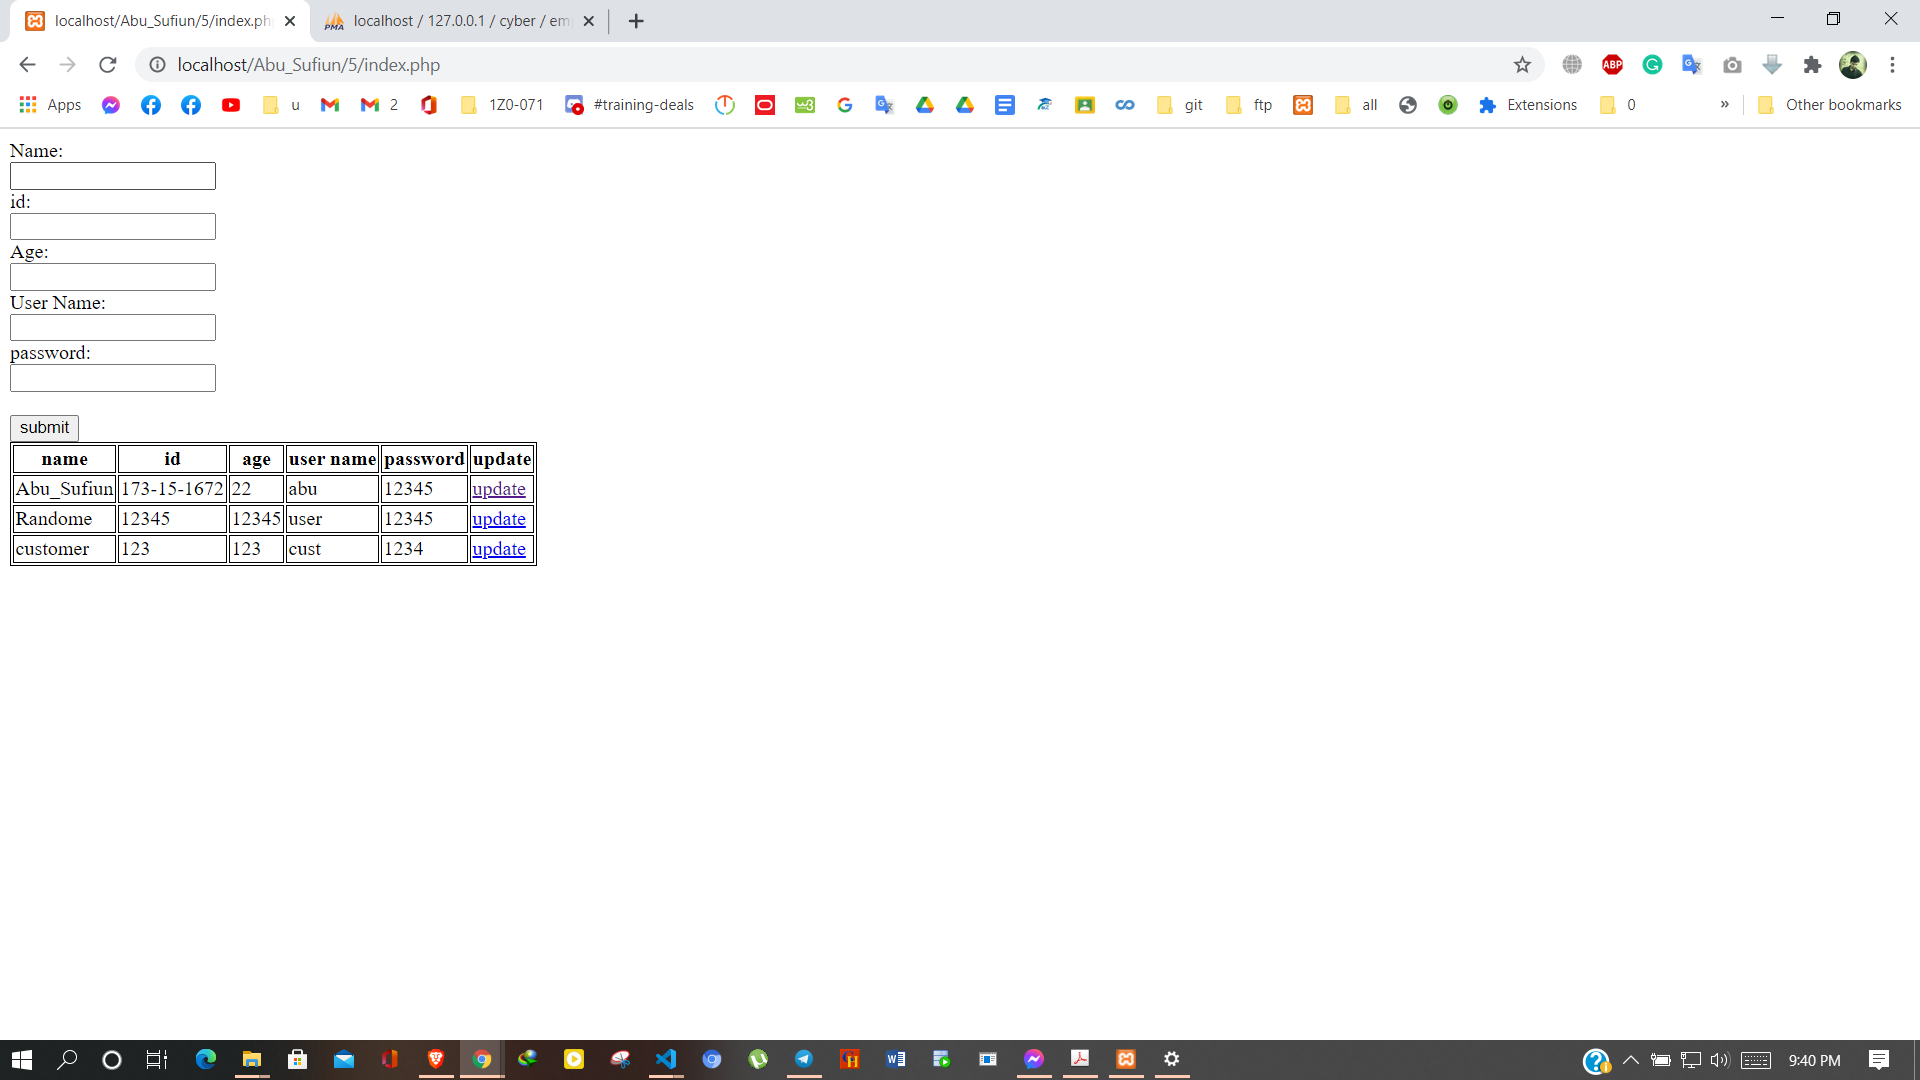 localhost/Abu_Sufiun/5/index.ph
localhost / 127.0.0.1 / cyber / em
localhost/Abu_Sufiun/5/index.php
Apps
u
2
1Z0-071
#training-deals
git
ftp
all
Extensions
0
»
Other bookmarks
Name:
id:
Age:
User Name:
password:
submit
name id age user name password update
Abu_Sufiun 173-15-1672 22 abu 12345 update
Randome 12345 12345 user 12345 update
customer 123 123 cust 1234 update
9:40 PM